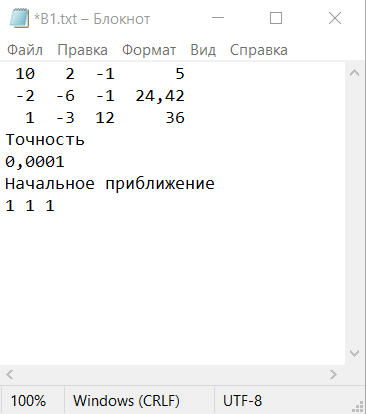 *B1.txt – Блокнот
Файл Правка Формат Вид Справка
10 2 -1 5
-2 -6 -1 24,42
1 -3 12 36
Точность
0,0001
Начальное приближение
1 1 1
100% Windows (CRLF) UTF-8